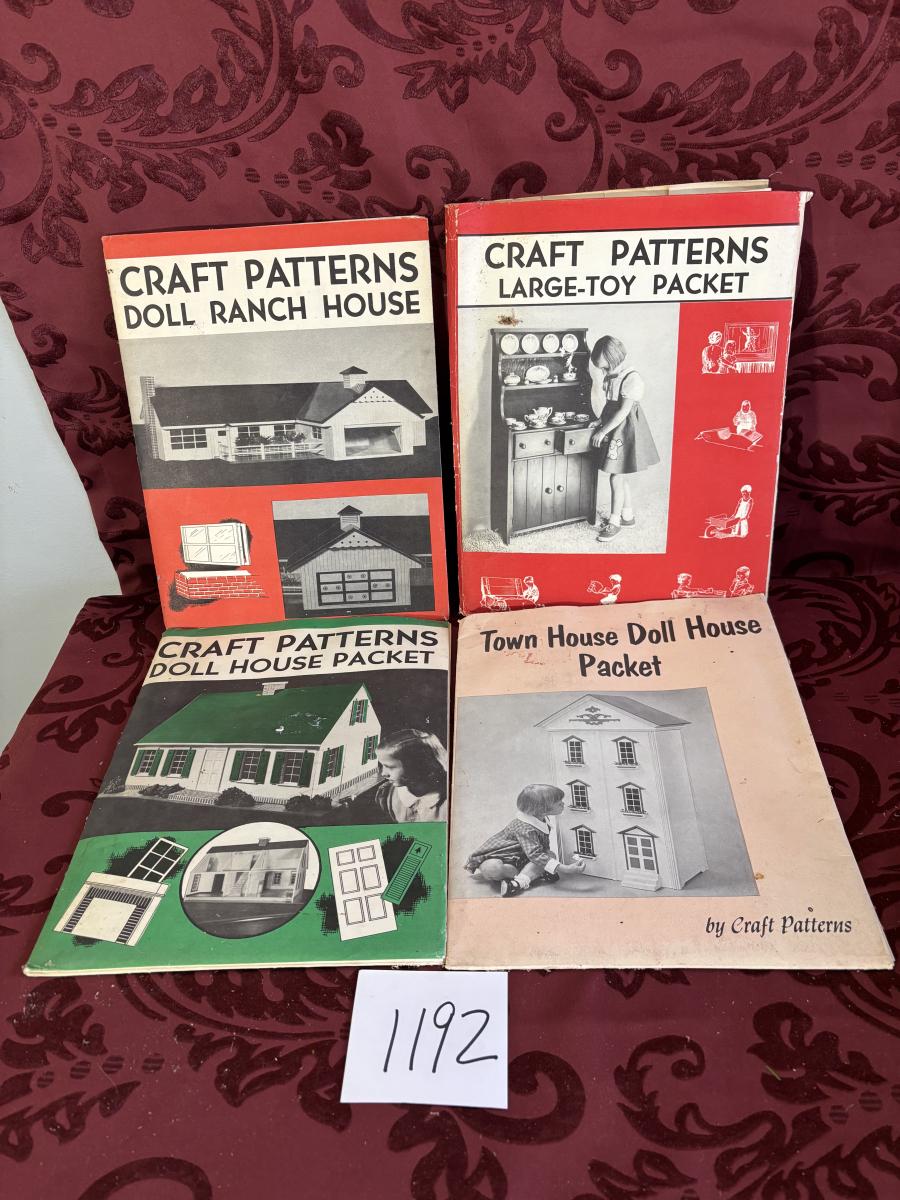 CRAFT PATTERNS
DOLL RANCH HOUSE
CRAFT PATTERNS
LARGE-TOY PACKET
CRAFT PATTERNS
DOLL HOUSE PACKET
Town House Doll House
Packet
by Craft Patterns
1192